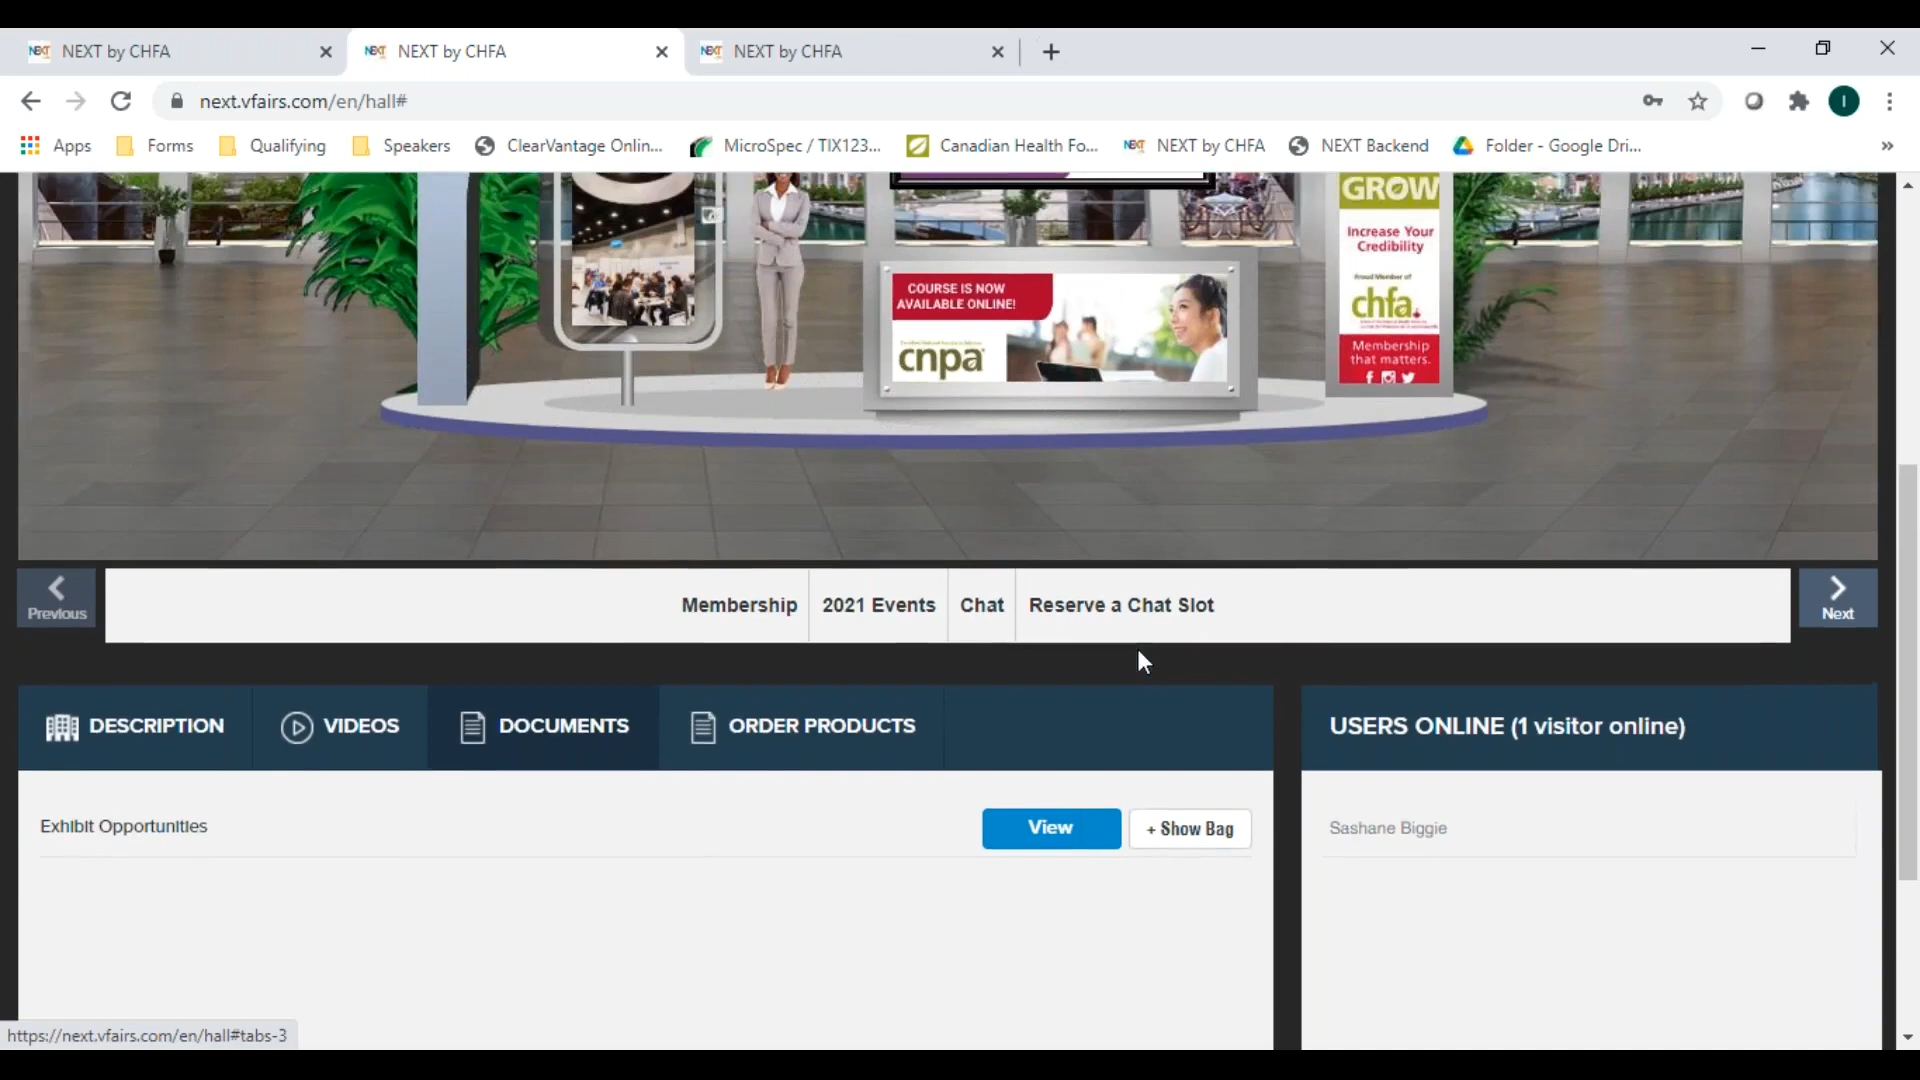 NEXT by CHFA
NEXT by CHFA
NEXT by CHFA
next.vfairs.com/en/hall#
I
Apps
Forms
Qualifying
Speakers
ClearVantage Onlin...
MicroSpec / TIX123...
Canadian Health Fo...
NEXT by CHFA
NEXT Backend
Folder - Google Dri...
»
GROW
Increase Your
Credibility
Proud Member of
chfa
Membership
that matters.
COURSE IS NOW
AVAILABLE ONLINE!
cnpa
Previous
Membership
2021 Events
Chat
Reserve a Chat Slot
Next
DESCRIPTION
VIDEOS
DOCUMENTS
ORDER PRODUCTS
USERS ONLINE (1 visitor online)
Exhibit Opportunities
View
+ Show Bag
Sashane Biggie
https://next.vfairs.com/en/hall#tabs-3